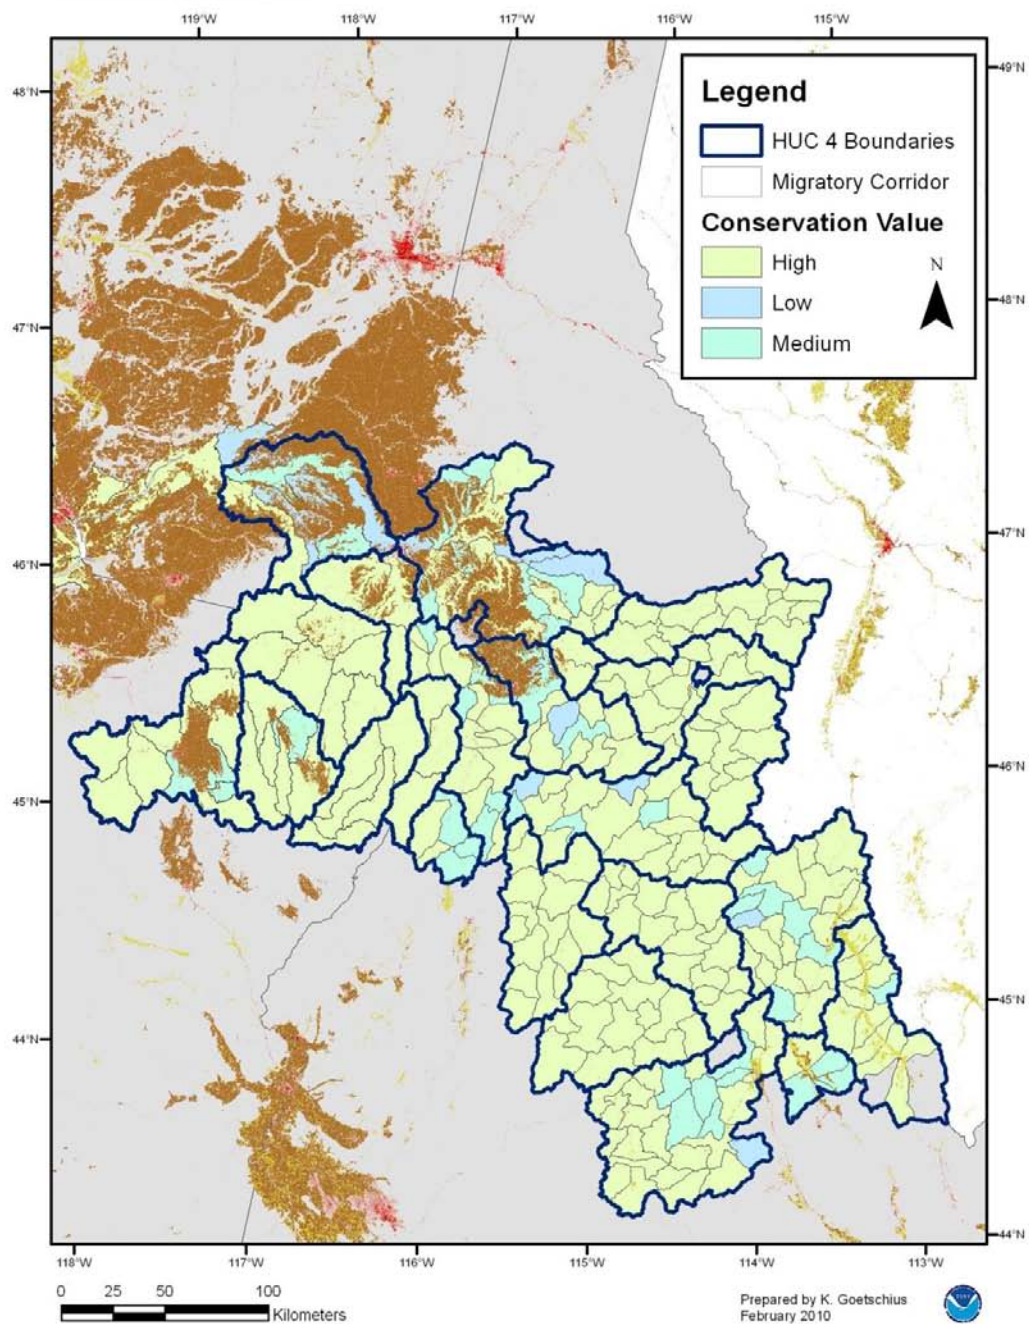 119°W 118°W 117°W 116°W 115°W
49°N
48°N
Legend
HUC 4 Boundaries
Migratory Corridor
Conservation Value
High
N
Low
48°N
47°N
Medium
47°N
46°N
46°N
45°N
45°N
44°N
44°N
118°W 117°W 116°W 115°W 114°W 113°W
0 25 50 100
Kilometers
Prepared by K. Goetschius
February 2010